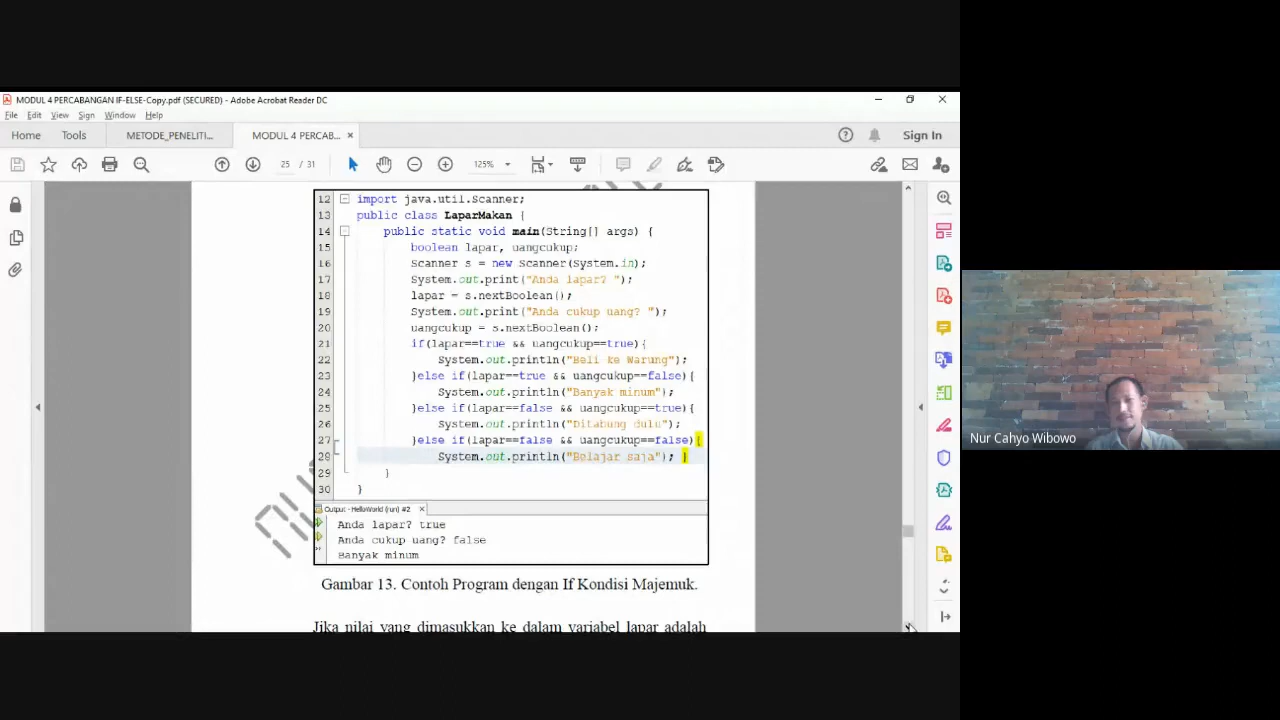 MODUL 4 PERCABANGAN IF-ELSE-Copy.pdf (SECURED) - Adobe Acrobat Reader DC
File Edit View Sign Window Help
Home Tools METODE_PENELITI... MODUL 4 PERCAB... × Sign In
25 / 31 125%
12 import java.util.Scanner;
13 public class LaparMakan {
14 public static void main(String[] args) {
15 boolean lapar, uangcukup;
16 Scanner s = new Scanner(System.in);
17 System.out.print("Anda lapar? ");
18 lapar = s.nextBoolean();
19 System.out.print("Anda cukup uang? ");
20 uangcukup = s.nextBoolean();
21 if(lapar==true && uangcukup==true){
22 System.out.println("Beli ke Warung");
23 }else if(lapar==true && uangcukup==false){
24 System.out.println("Banyak minum");
25 }else if(lapar==false && uangcukup==true){
26 System.out.println("Ditabung dulu");
27 }else if(lapar==false && uangcukup==false){
28 System.out.println("Belajar saja"); }
29 }
30 }
Output - HelloWorld (run) #2 ×
Anda lapar? true
Anda cukup uang? false
Banyak minum
Gambar 13. Contoh Program dengan If Kondisi Majemuk.
Jika nilai yang dimasukkan ke dalam variabel lapar adalah
Nur Cahyo Wibowo